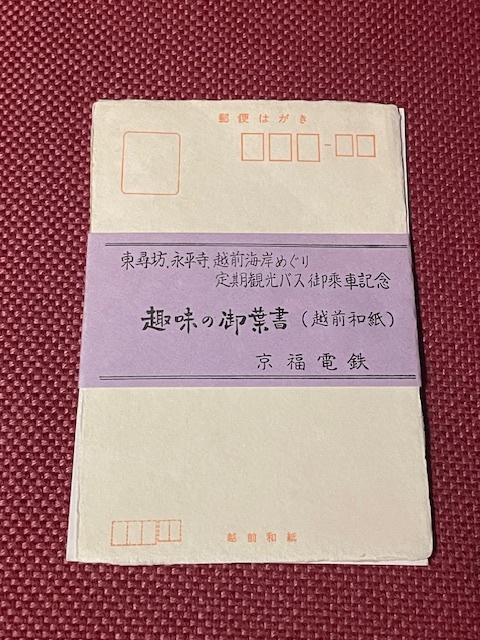 郵便はがき
東尋坊、永平寺、越前海岸めぐり
定期観光バス御乗車記念
趣味の御葉書（越前和紙）
京福電鉄
越前和紙